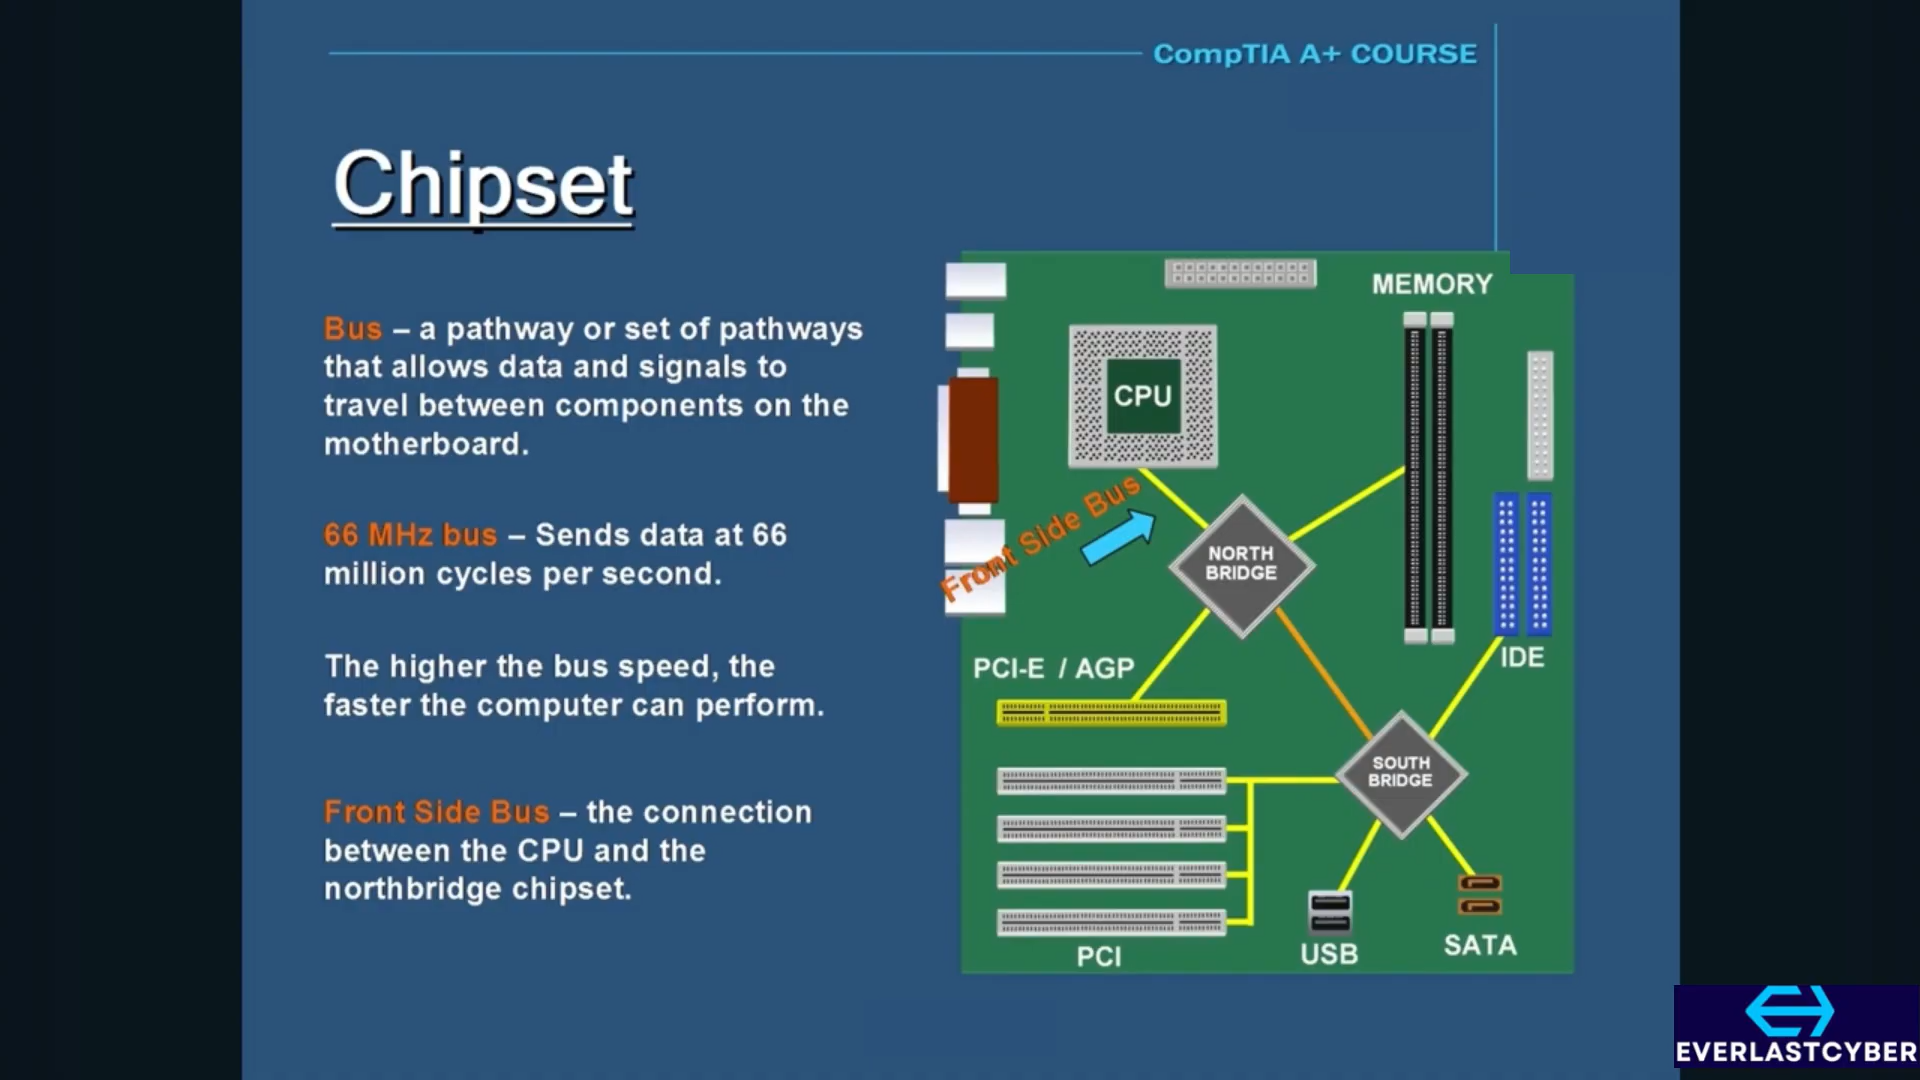 CompTIA A+ COURSE
Chipset
Bus – a pathway or set of pathways
that allows data and signals to
travel between components on the
motherboard.
66 MHz bus – Sends data at 66
million cycles per second.
The higher the bus speed, the
faster the computer can perform.
Front Side Bus – the connection
between the CPU and the
northbridge chipset.
MEMORY
CPU
Front Side Bus
NORTH
BRIDGE
IDE
PCI-E / AGP
SOUTH
BRIDGE
PCI
USB
SATA
EVERLASTCYBER